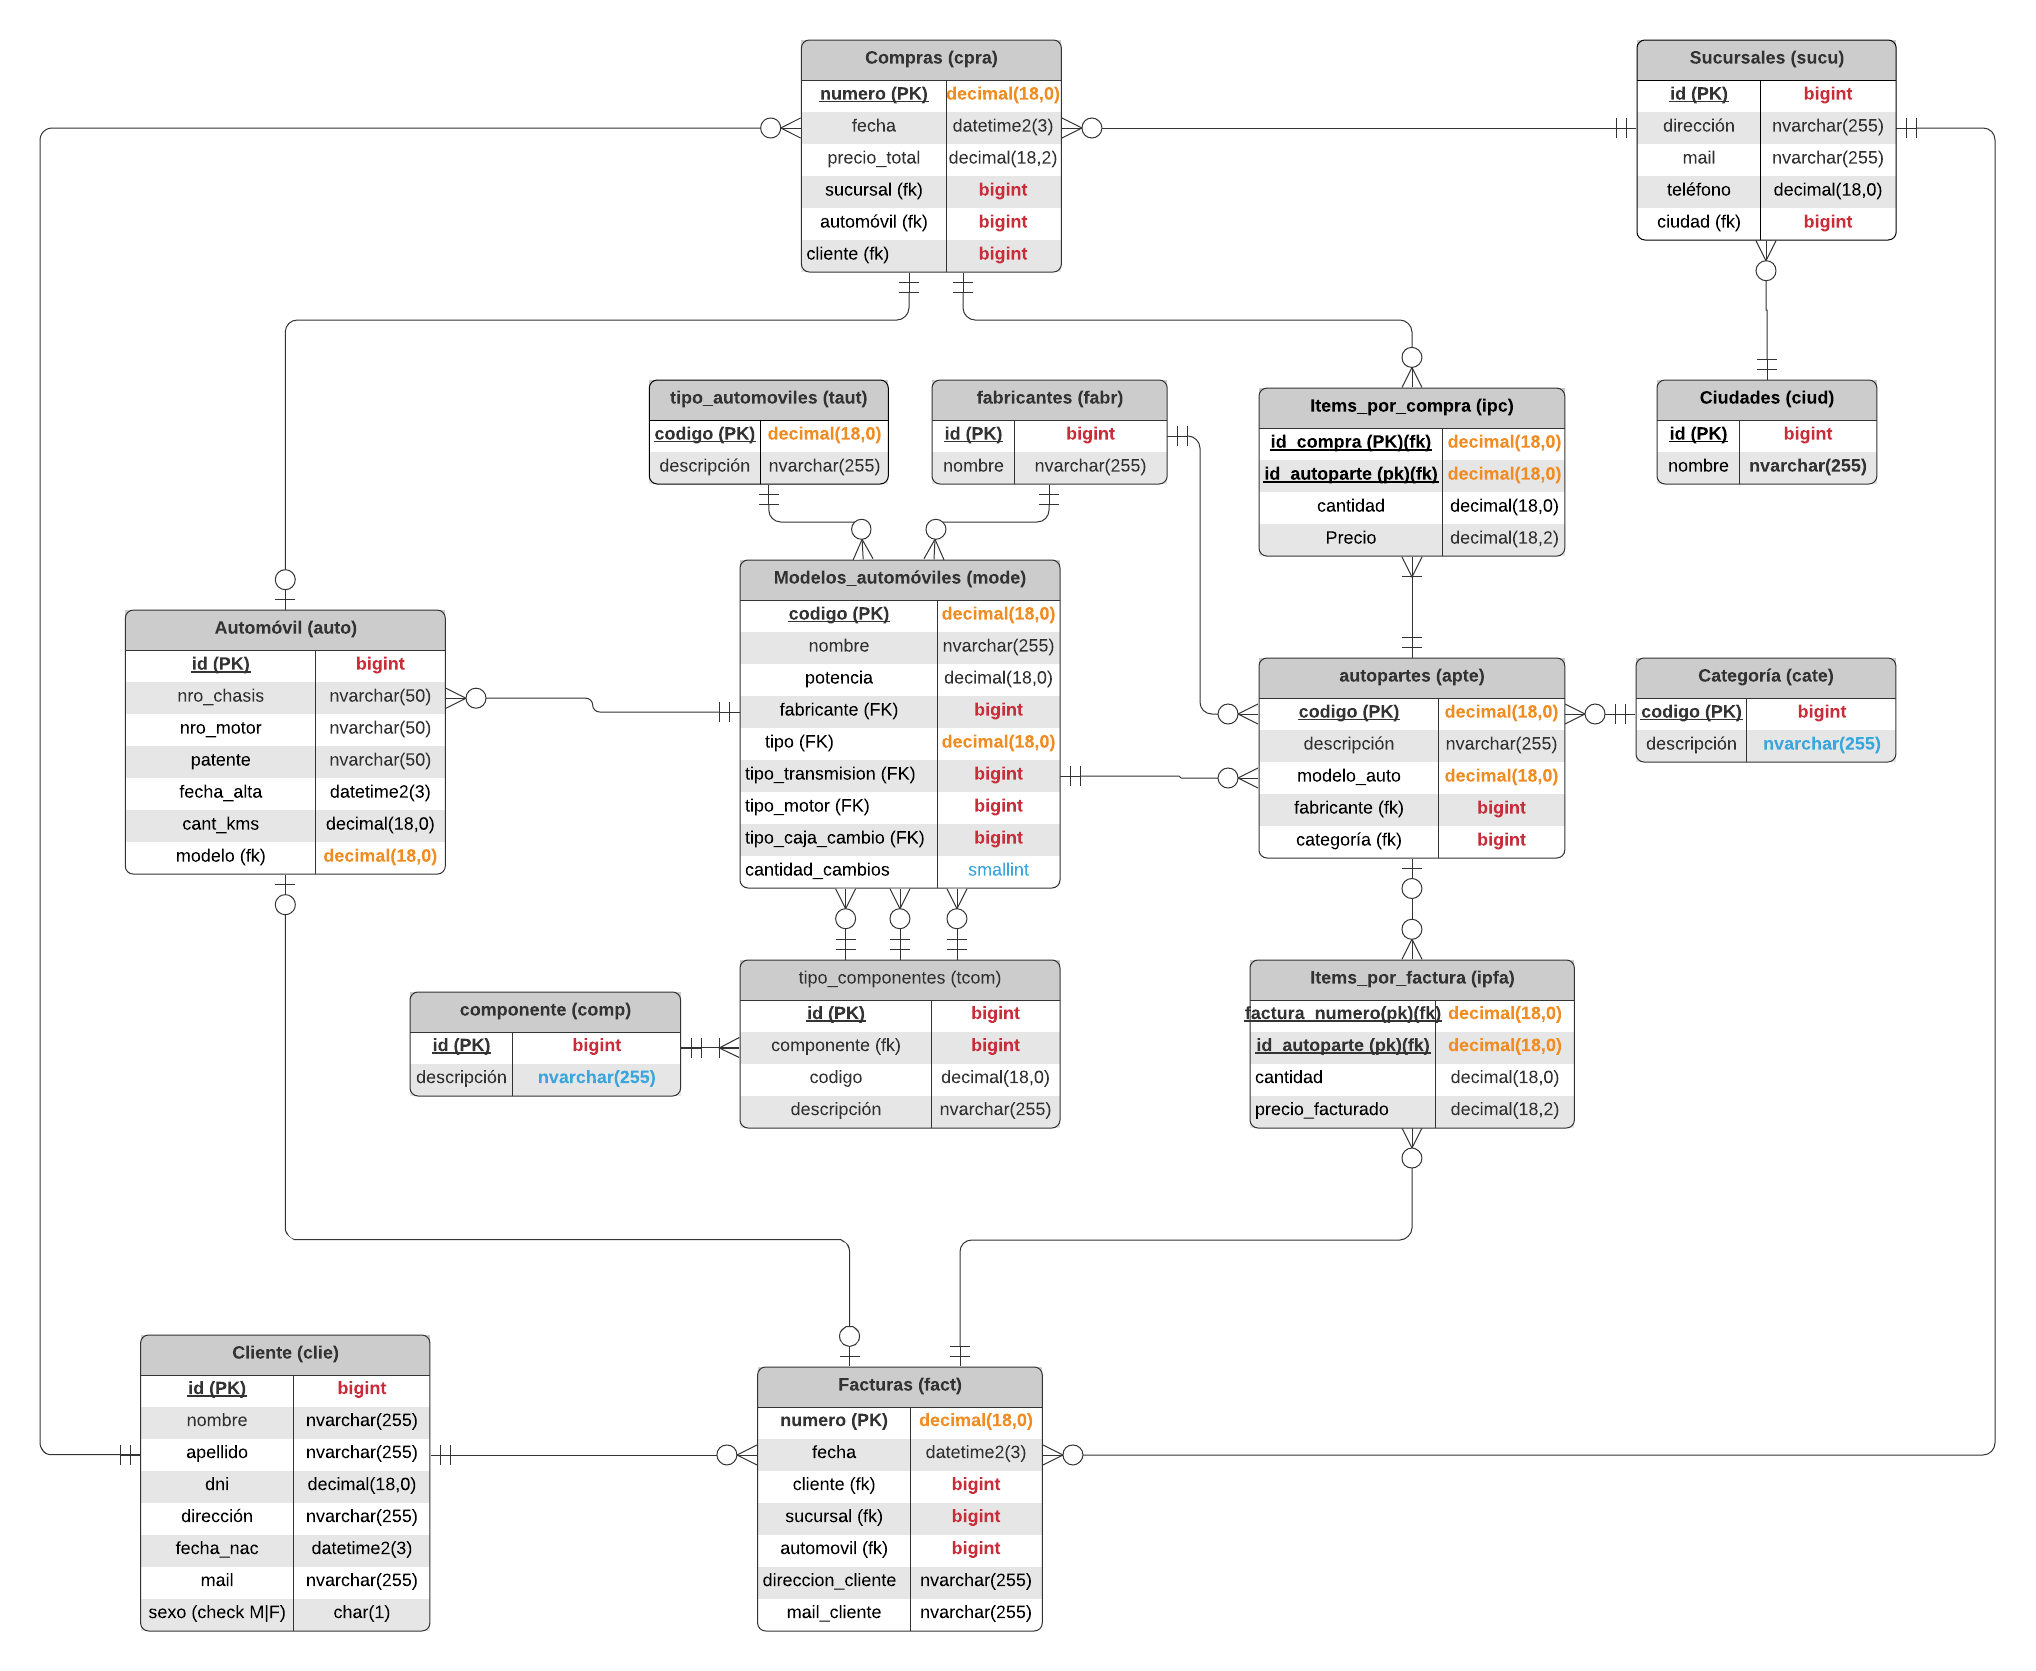 Compras (cpra)
numero (PK) decimal(18,0)
fecha datetime2(3)
precio_total decimal(18,2)
sucursal (fk) bigint
automóvil (fk) bigint
cliente (fk) bigint
Sucursales (sucu)
id (PK) bigint
dirección nvarchar(255)
mail nvarchar(255)
teléfono decimal(18,0)
ciudad (fk) bigint
tipo_automoviles (taut)
codigo (PK) decimal(18,0)
descripción nvarchar(255)
fabricantes (fabr)
id (PK) bigint
nombre nvarchar(255)
Items_por_compra (ipc)
id_compra (PK)(fk) decimal(18,0)
id_autoparte (pk)(fk) decimal(18,0)
cantidad decimal(18,0)
Precio decimal(18,2)
Ciudades (ciud)
id (PK) bigint
nombre nvarchar(255)
Automóvil (auto)
id (PK) bigint
nro_chasis nvarchar(50)
nro_motor nvarchar(50)
patente nvarchar(50)
fecha_alta datetime2(3)
cant_kms decimal(18,0)
modelo (fk) decimal(18,0)
Modelos_automóviles (mode)
codigo (PK) decimal(18,0)
nombre nvarchar(255)
potencia decimal(18,0)
fabricante (FK) bigint
tipo (FK) decimal(18,0)
tipo_transmision (FK) bigint
tipo_motor (FK) bigint
tipo_caja_cambio (FK) bigint
cantidad_cambios smallint
autopartes (apte)
codigo (PK) decimal(18,0)
descripción nvarchar(255)
modelo_auto decimal(18,0)
fabricante (fk) bigint
categoría (fk) bigint
Categoría (cate)
codigo (PK) bigint
descripción nvarchar(255)
componente (comp)
id (PK) bigint
descripción nvarchar(255)
tipo_componentes (tcom)
id (PK) bigint
componente (fk) bigint
codigo decimal(18,0)
descripción nvarchar(255)
Items_por_factura (ipfa)
factura_numero(pk)(fk) decimal(18,0)
id_autoparte (pk)(fk) decimal(18,0)
cantidad decimal(18,0)
precio_facturado decimal(18,2)
Cliente (clie)
id (PK) bigint
nombre nvarchar(255)
apellido nvarchar(255)
dni decimal(18,0)
dirección nvarchar(255)
fecha_nac datetime2(3)
mail nvarchar(255)
sexo (check M|F) char(1)
Facturas (fact)
numero (PK) decimal(18,0)
fecha datetime2(3)
cliente (fk) bigint
sucursal (fk) bigint
automovil (fk) bigint
direccion_cliente nvarchar(255)
mail_cliente nvarchar(255)